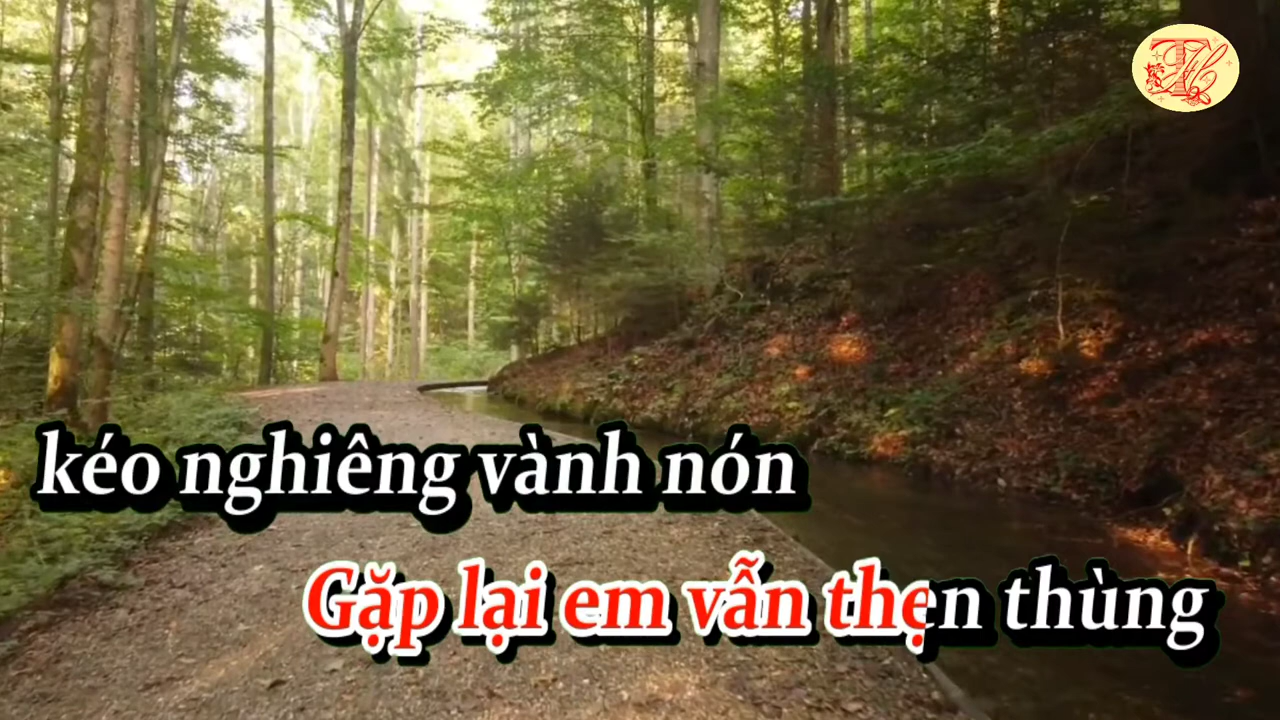 kéo nghiêng vành nón
Gặp lại em vẫn thẹn thùng